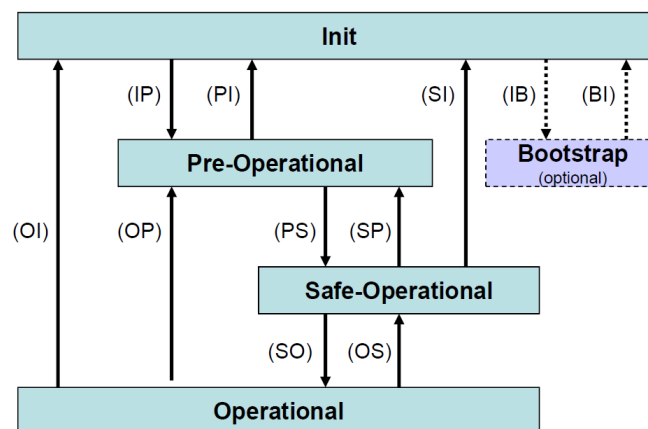 Init
(IP)
(PI)
(SI)
(IB)
(BI)
Pre-Operational
Bootstrap
(optional)
(OI)
(OP)
(PS)
(SP)
Safe-Operational
(SO)
(OS)
Operational